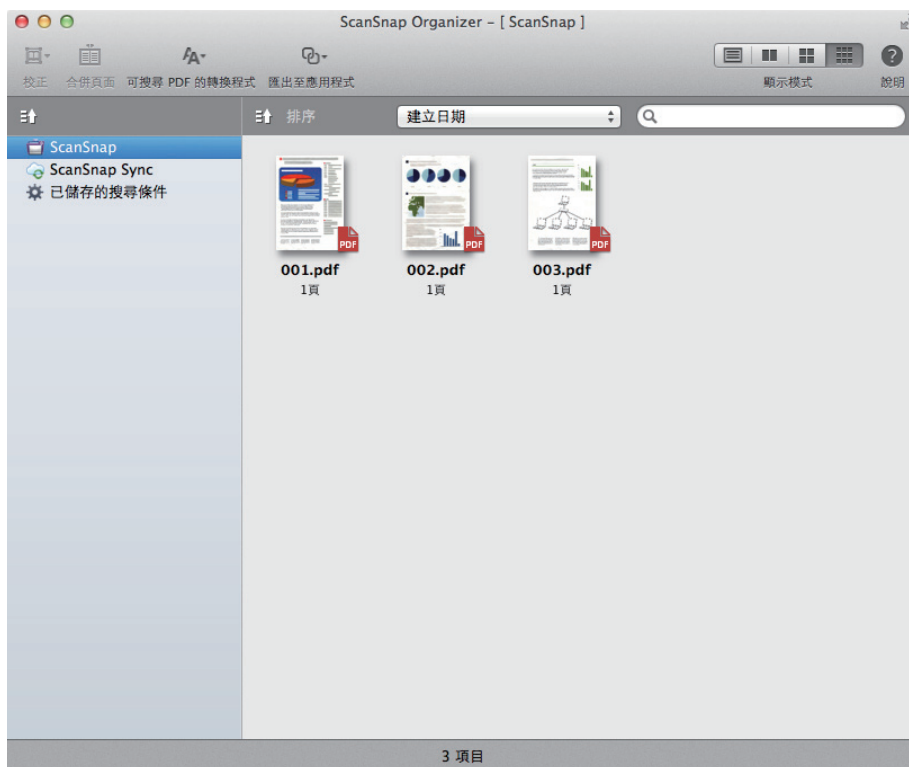 ScanSnap Organizer – [ ScanSnap ]
校正 合併頁面 可搜尋 PDF 的轉換程式 匯出至應用程式 顯示模式 說明
排序 建立日期
ScanSnap
ScanSnap Sync
已儲存的搜尋條件
PDF PDF PDF
001.pdf 002.pdf 003.pdf
1頁 1頁 1頁
3 項目